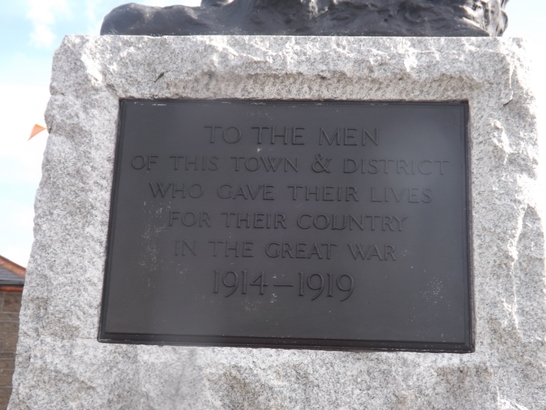 TO THE MEN
OF THIS TOWN & DISTRICT
WHO GAVE THEIR LIVES
FOR THEIR COUNTRY
IN THE GREAT WAR
1914–1919